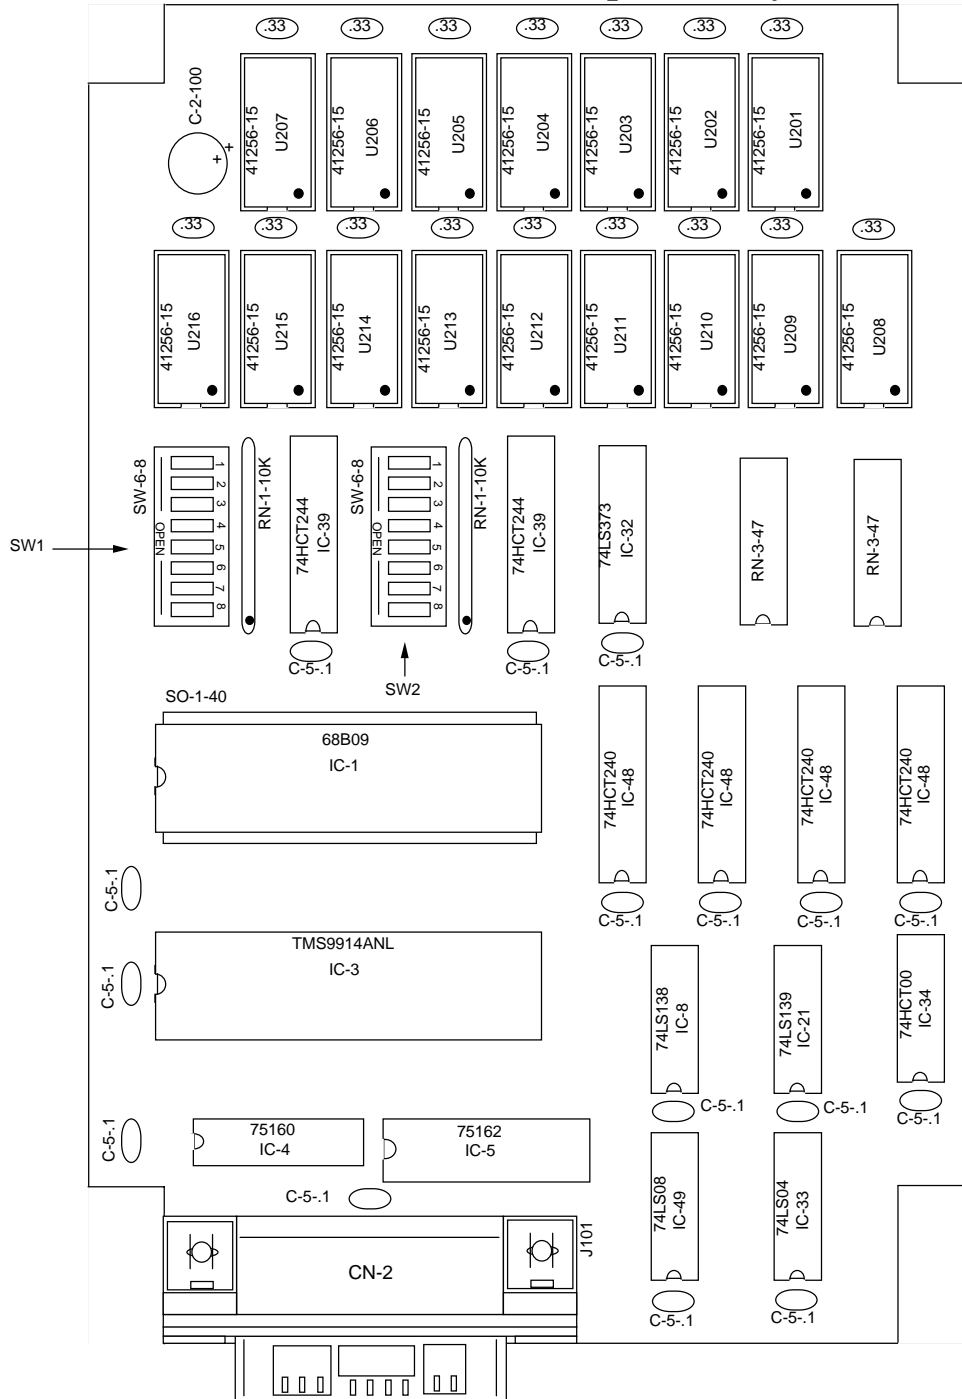 .33
.33
.33
.33
.33
.33
.33
C-2-100
+
+
41256-15
U207
41256-15
U206
41256-15
U205
41256-15
U204
41256-15
U203
41256-15
U202
41256-15
U201
.33
.33
.33
.33
.33
.33
.33
.33
.33
41256-15
U216
41256-15
U215
41256-15
U214
41256-15
U213
41256-15
U212
41256-15
U211
41256-15
U210
41256-15
U209
41256-15
U208
SW1
SW-6-8
OPEN
1
2
3
4
5
6
7
8
RN-1-10K
74HCT244
IC-39
C-5-.1
SW-6-8
OPEN
1
2
3
4
5
6
7
8
SW2
RN-1-10K
74HCT244
IC-39
C-5-.1
74LS373
IC-32
C-5-.1
RN-3-47
RN-3-47
SO-1-40
68B09
IC-1
74HCT240
IC-48
74HCT240
IC-48
74HCT240
IC-48
74HCT240
IC-48
C-5-.1
C-5-.1
C-5-.1
C-5-.1
C-5-.1
C-5-.1
TMS9914ANL
IC-3
74LS138
IC-8
74LS139
IC-21
74HCT00
IC-34
C-5-.1
C-5-.1
C-5-.1
C-5-.1
75160
IC-4
75162
IC-5
C-5-.1
74LS08
IC-49
74LS04
IC-33
CN-2
J101
C-5-.1
C-5-.1